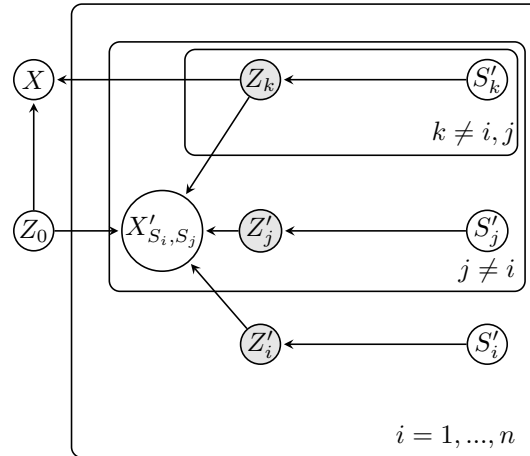 X Z_k S'_k
k ≠ i, j
Z_0 X'_{S_i,S_j} Z'_j S'_j
j ≠ i
Z'_i S'_i
i = 1, ..., n